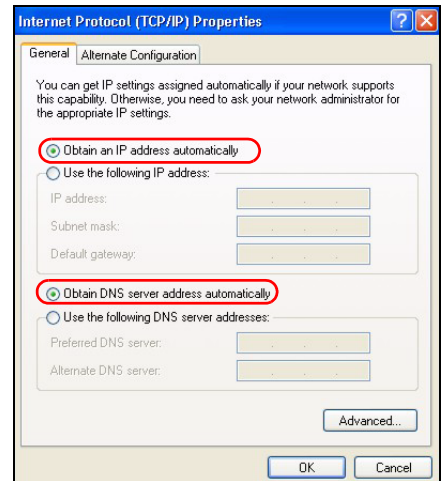 Internet Protocol (TCP/IP) Properties
General
Alternate Configuration
You can get IP settings assigned automatically if your network supports
this capability. Otherwise, you need to ask your network administrator for
the appropriate IP settings.
Obtain an IP address automatically
Use the following IP address:
IP address:
Subnet mask:
Default gateway:
Obtain DNS server address automatically
Use the following DNS server addresses:
Preferred DNS server:
Alternate DNS server:
Advanced...
OK
Cancel